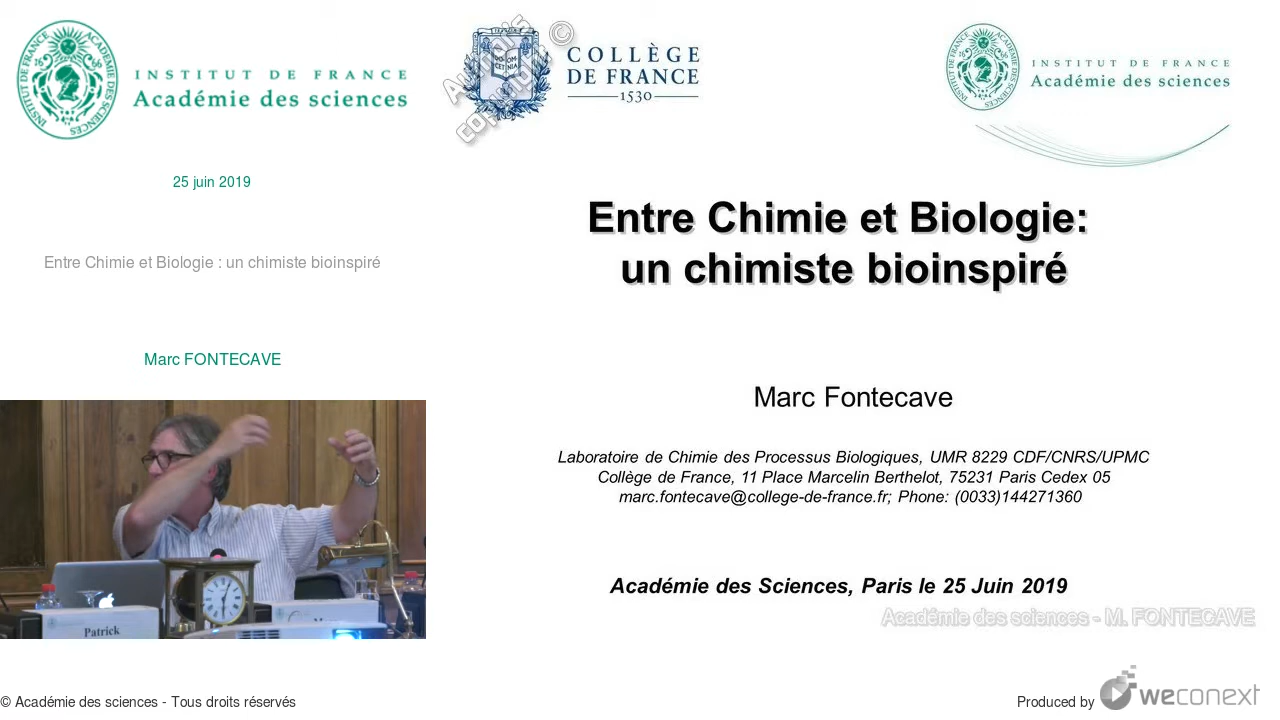 INSTITUT DE FRANCE
Académie des sciences
25 juin 2019
Entre Chimie et Biologie : un chimiste bioinspiré
Marc FONTECAVE
Patrick
© Académie des sciences - Tous droits réservés
COLLÈGE
DE FRANCE
1530
INSTITUT DE FRANCE
Académie des sciences
Entre Chimie et Biologie:
un chimiste bioinspiré
Marc Fontecave
Laboratoire de Chimie des Processus Biologiques, UMR 8229 CDF/CNRS/UPMC
Collège de France, 11 Place Marcelin Berthelot, 75231 Paris Cedex 05
marc.fontecave@college-de-france.fr; Phone: (0033)144271360
Académie des Sciences, Paris le 25 Juin 2019
Académie des sciences - M. FONTECAVE
Produced by weconext